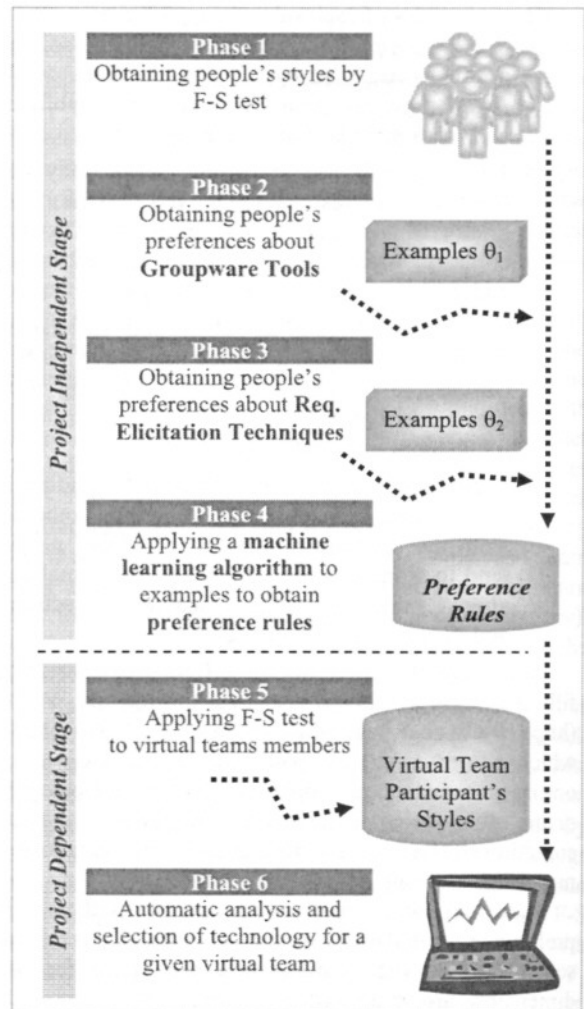 Phase 1
Obtaining people's styles by
F-S test
Phase 2
Obtaining people's
preferences about
Groupware Tools
Examples θ1
Phase 3
Obtaining people's
preferences about Req.
Elicitation Techniques
Examples θ2
Phase 4
Applying a machine
learning algorithm to
examples to obtain
preference rules
Preference
Rules
Project Independent Stage
Phase 5
Applying F-S test
to virtual teams members
Virtual Team
Participant's
Styles
Phase 6
Automatic analysis and
selection of technology for a
given virtual team
Project Dependent Stage